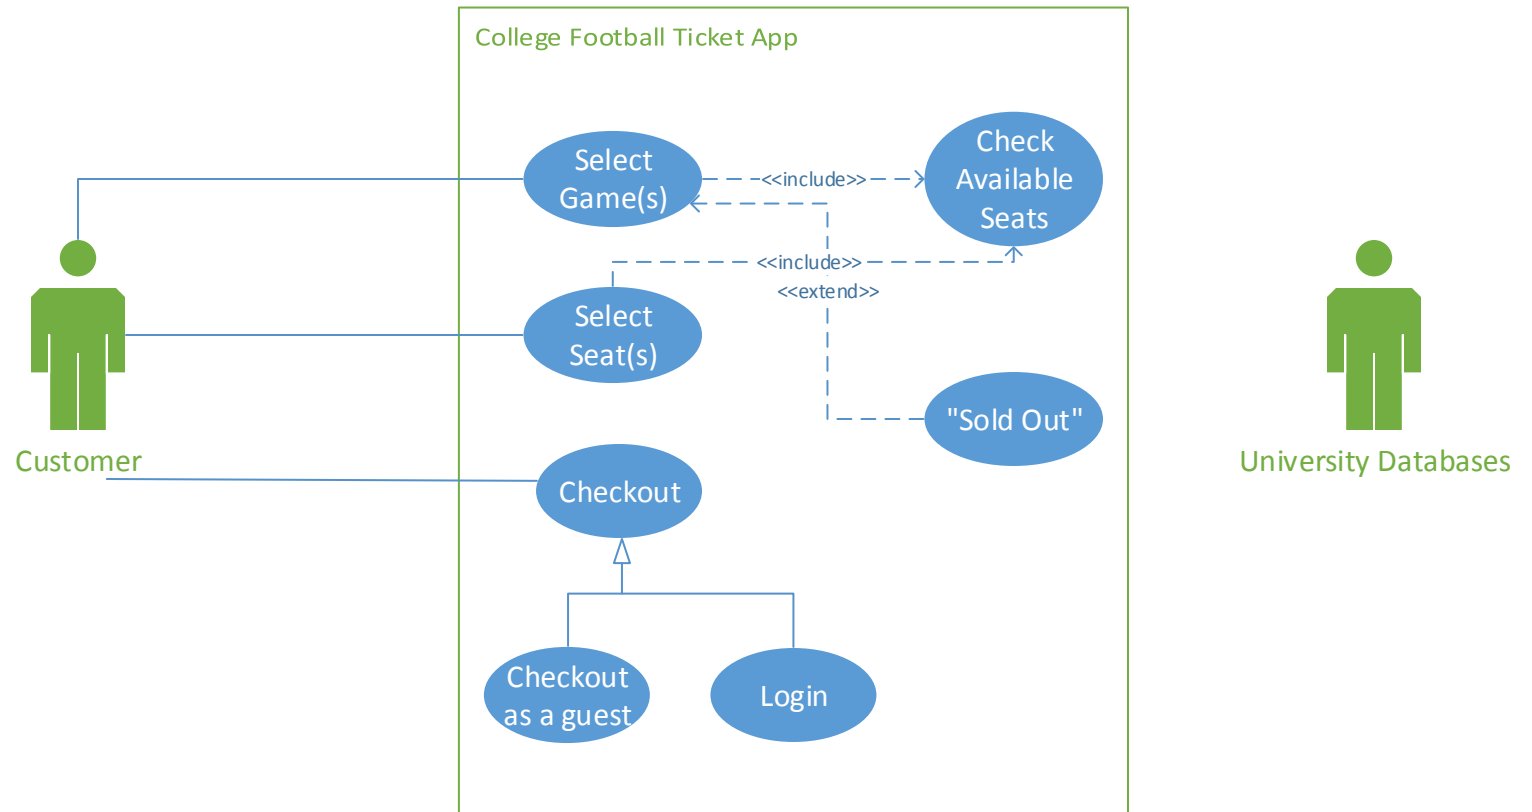 College Football Ticket App
Select
Game(s)
<<include>>
Check
Available
Seats
<<include>>
<<extend>>
Select
Seat(s)
"Sold Out"
Customer
University Databases
Checkout
Checkout
as a guest
Login